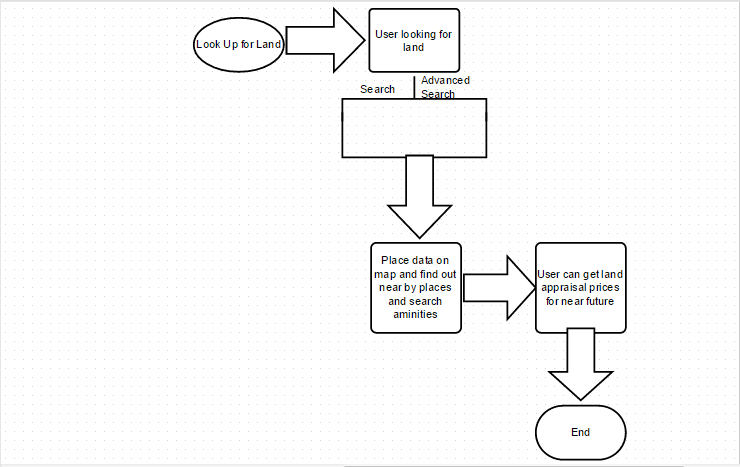 Look Up for Land
User looking for
land
Search
Advanced
Search
Place data on
map and find out
near by places
and search
aminities
User can get land
appraisal prices
for near future
End